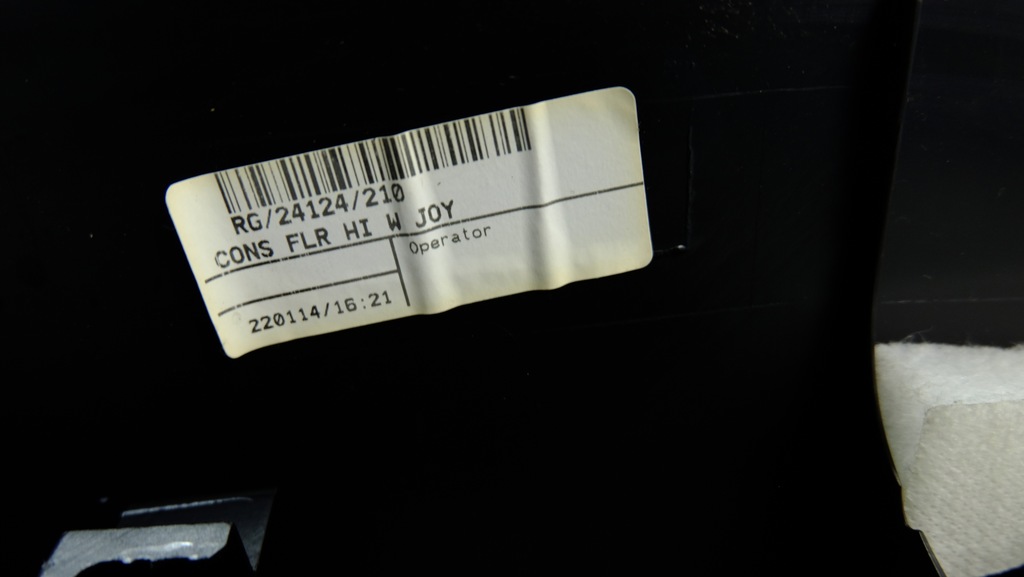 RG/24124/210
CONS FLR HI W JOY
Operator
220114/16:21